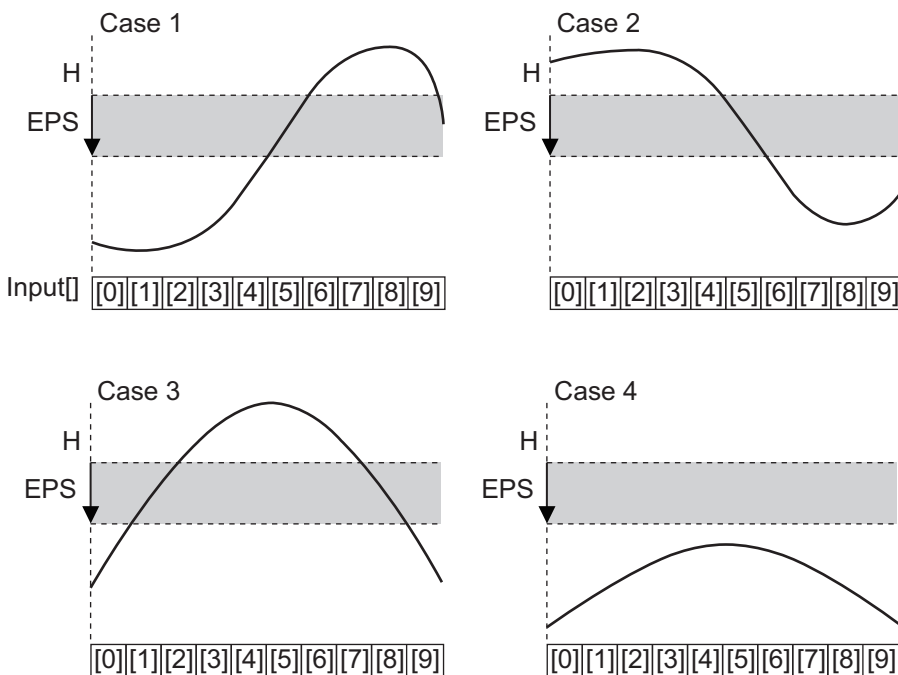 Case 1
H
EPS
Input[]
[0] [1] [2] [3] [4] [5] [6] [7] [8] [9]
Case 2
H
EPS
[0] [1] [2] [3] [4] [5] [6] [7] [8] [9]
Case 3
H
EPS
[0] [1] [2] [3] [4] [5] [6] [7] [8] [9]
Case 4
H
EPS
[0] [1] [2] [3] [4] [5] [6] [7] [8] [9]